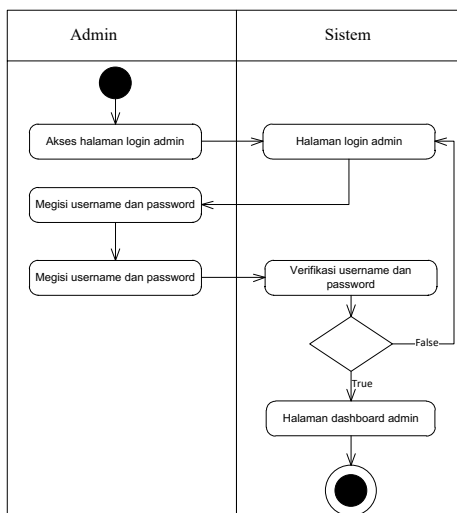 Admin
Sistem
Akses halaman login admin
Halaman login admin
Megisi username dan password
Megisi username dan password
Verifikasi username dan
password
False
True
Halaman dashboard admin